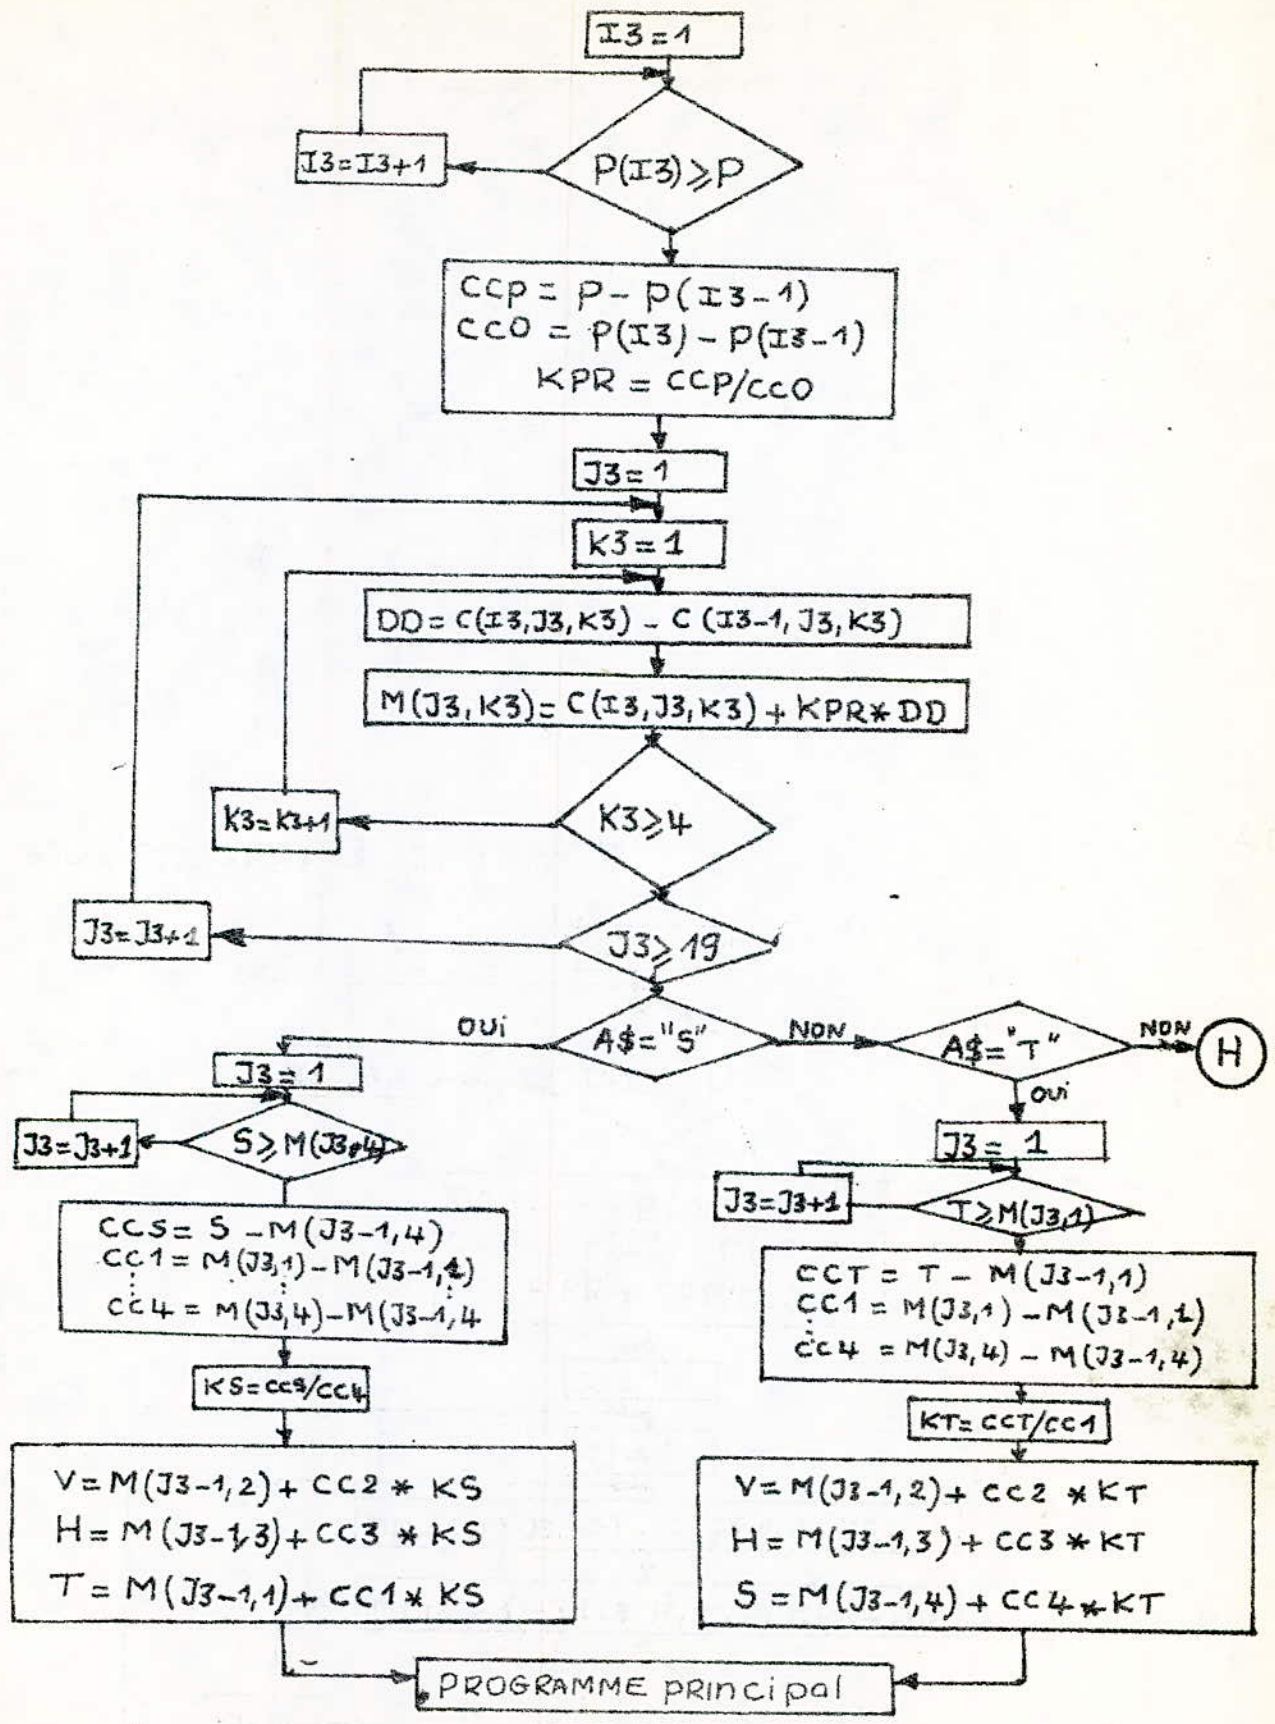 I3=1
P(I3)≥P
I3=I3+1
CCP = P-P(I3-1)
CCO = P(I3)-P(I3-1)
KPR = CCP/CCO
J3=1
K3=1
DD=C(I3,J3,K3)-C(I3-1,J3,K3)
M(J3,K3)=C(I3,J3,K3)+KPR*DD
K3≥4
K3=K3+1
J3≥19
J3=J3+1
A$="S"
OUi
NON
A$="T"
NON
H
OUi
J3=1
S≥M(J3,4)
J3=J3+1
CCS=S-M(J3-1,4)
CC1=M(J3,1)-M(J3-1,1)
⋮ ⋮ ⋮
CC4=M(J3,4)-M(J3-1,4
KS=CCS/CC4
V=M(J3-1,2)+CC2*KS
H=M(J3-1,3)+CC3*KS
T=M(J3-1,1)+CC1*KS
J3=1
T≥M(J3,1)
J3=J3+1
CCT=T-M(J3-1,1)
CC1=M(J3,1)-M(J3-1,1)
⋮
CC4=M(J3,4)-M(J3-1,4)
KT=CCT/CC1
V=M(J3-1,2)+CC2*KT
H=M(J3-1,3)+CC3*KT
S=M(J3-1,4)+CC4*KT
PROGRAMME principal